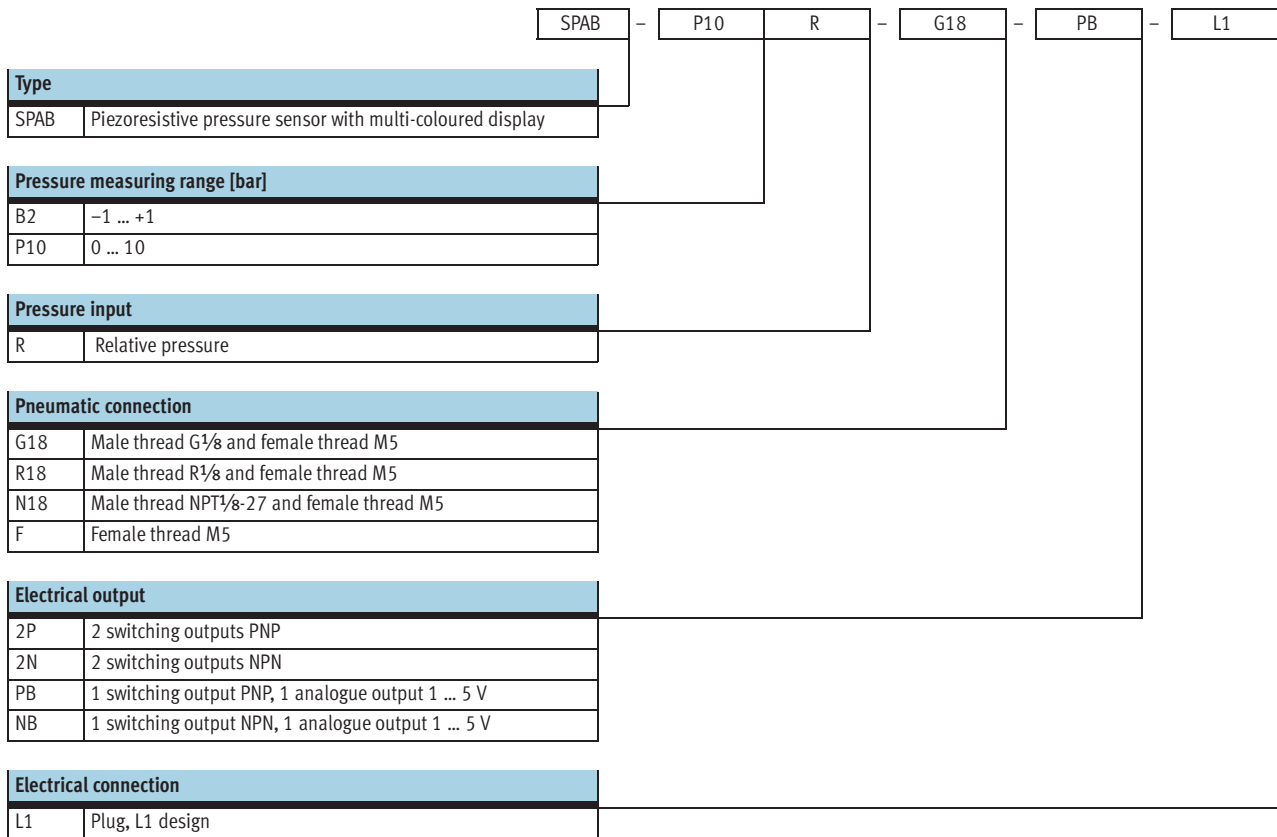 SPAB – P10 R – G18 – PB – L1
Type
SPAB Piezoresistive pressure sensor with multi-coloured display
Pressure measuring range [bar]
B2 –1 … +1
P10 0 … 10
Pressure input
R Relative pressure
Pneumatic connection
G18 Male thread G⅛ and female thread M5
R18 Male thread R⅛ and female thread M5
N18 Male thread NPT⅛-27 and female thread M5
F Female thread M5
Electrical output
2P 2 switching outputs PNP
2N 2 switching outputs NPN
PB 1 switching output PNP, 1 analogue output 1 … 5 V
NB 1 switching output NPN, 1 analogue output 1 … 5 V
Electrical connection
L1 Plug, L1 design